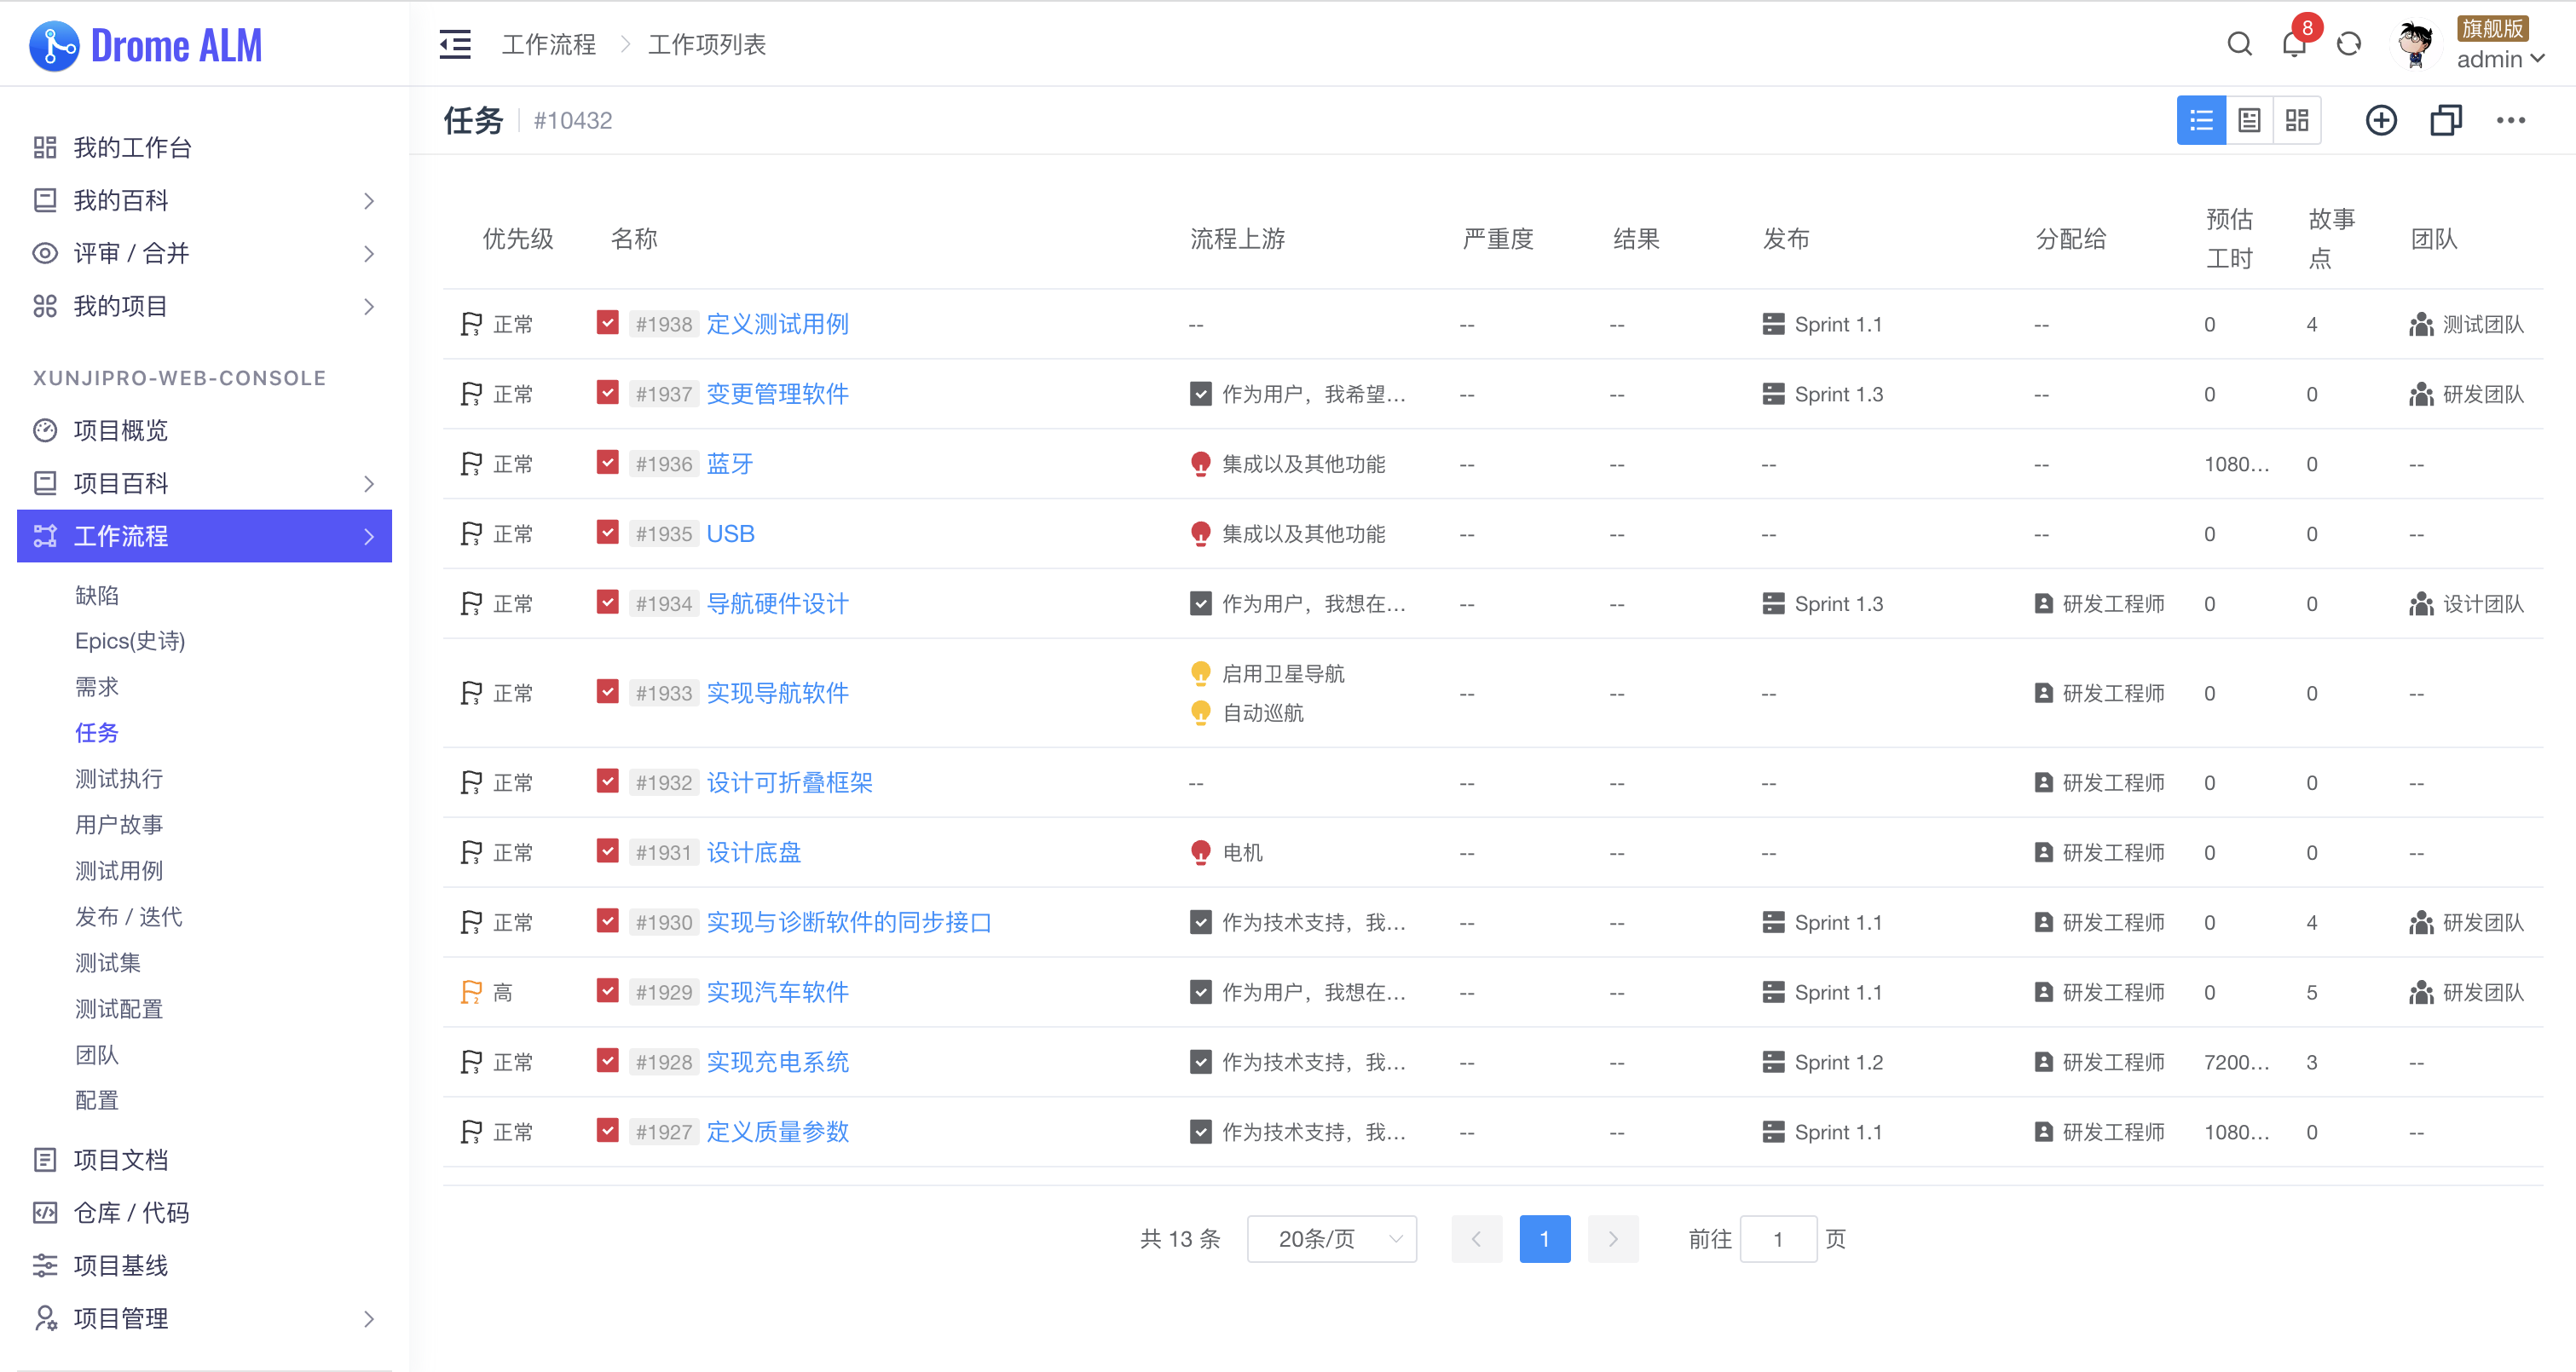 Drome ALM
工作流程
工作项列表
8
旗舰版
admin
任务
#10432
我的工作台
我的百科
评审 / 合并
我的项目
XUNJIPRO-WEB-CONSOLE
项目概览
项目百科
工作流程
缺陷
Epics(史诗)
需求
任务
测试执行
用户故事
测试用例
发布 / 迭代
测试集
测试配置
团队
配置
项目文档
仓库 / 代码
项目基线
项目管理
优先级 名称 流程上游 严重度 结果 发布 分配给 预估工时 故事点 团队
正常 #1938 定义测试用例 -- -- -- Sprint 1.1 -- 0 4 测试团队
正常 #1937 变更管理软件 作为用户，我希望... -- -- Sprint 1.3 -- 0 0 研发团队
正常 #1936 蓝牙 集成以及其他功能 -- -- -- -- 1080... 0 --
正常 #1935 USB 集成以及其他功能 -- -- -- -- 0 0 --
正常 #1934 导航硬件设计 作为用户，我想在... -- -- Sprint 1.3 研发工程师 0 0 设计团队
正常 #1933 实现导航软件 启用卫星导航 自动巡航 -- -- -- 研发工程师 0 0 --
正常 #1932 设计可折叠框架 -- -- -- -- 研发工程师 0 0 --
正常 #1931 设计底盘 电机 -- -- -- 研发工程师 0 0 --
正常 #1930 实现与诊断软件的同步接口 作为技术支持，我... -- -- Sprint 1.1 研发工程师 0 4 研发团队
高 #1929 实现汽车软件 作为用户，我想在... -- -- Sprint 1.1 研发工程师 0 5 研发团队
正常 #1928 实现充电系统 作为技术支持，我... -- -- Sprint 1.2 研发工程师 7200... 3 --
正常 #1927 定义质量参数 作为技术支持，我... -- -- Sprint 1.1 研发工程师 1080... 0 --
共 13 条 20条/页 1 前往 1 页